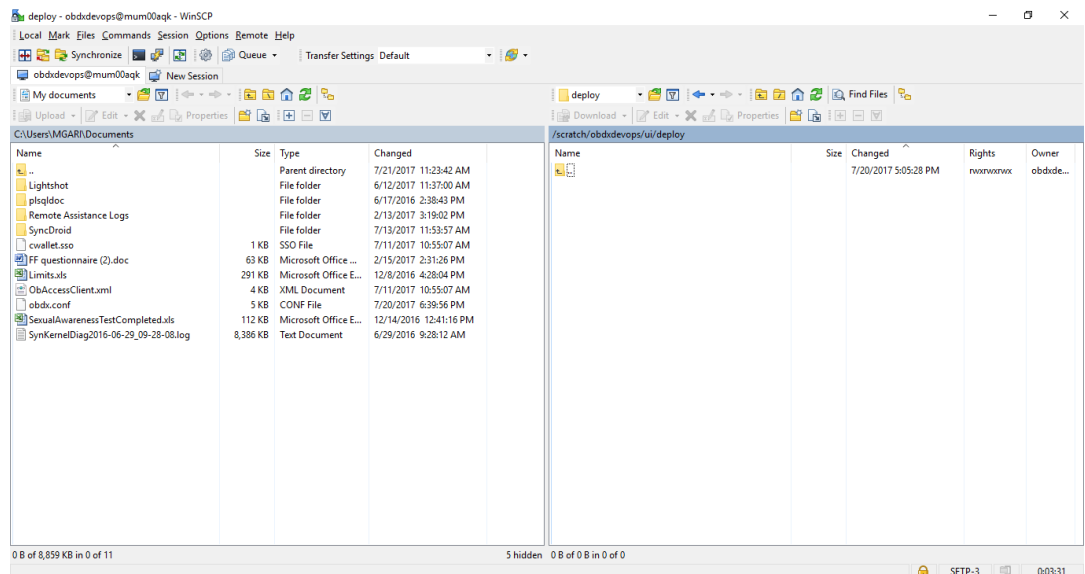 deploy - obdxdevops@mum00aqk - WinSCP
Local Mark Files Commands Session Options Remote Help
Synchronize Queue Transfer Settings Default
obdxdevops@mum00aqk New Session
My documents
Upload Edit Properties
C:\Users\MGARI\Documents
Name Size Type Changed
.. Parent directory 7/21/2017 11:23:42 AM
Lightshot File folder 6/12/2017 11:37:00 AM
plsqldoc File folder 6/17/2016 2:38:43 PM
Remote Assistance Logs File folder 2/13/2017 3:19:02 PM
SyncDroid File folder 7/13/2017 11:53:57 AM
cwallet.sso 1 KB SSO File 7/11/2017 10:55:07 AM
FF questionnaire (2).doc 63 KB Microsoft Office ... 2/15/2017 2:31:26 PM
Limits.xls 291 KB Microsoft Office E... 12/8/2016 4:28:04 PM
ObAccessClient.xml 4 KB XML Document 7/11/2017 10:55:07 AM
obdx.conf 5 KB CONF File 7/20/2017 6:39:56 PM
SexualAwarenessTestCompleted.xls 112 KB Microsoft Office E... 12/14/2016 12:41:16 PM
SynKernelDiag2016-06-29_09-28-08.log 8,386 KB Text Document 6/29/2016 9:28:12 AM
0 B of 8,859 KB in 0 of 11 5 hidden
deploy Find Files
Download Edit Properties
/scratch/obdxdevops/ui/deploy
Name Size Changed Rights Owner
.. 7/20/2017 5:05:28 PM rwxrwxrwx obdxde...
0 B of 0 B in 0 of 0
SFTP-3 0:03:31